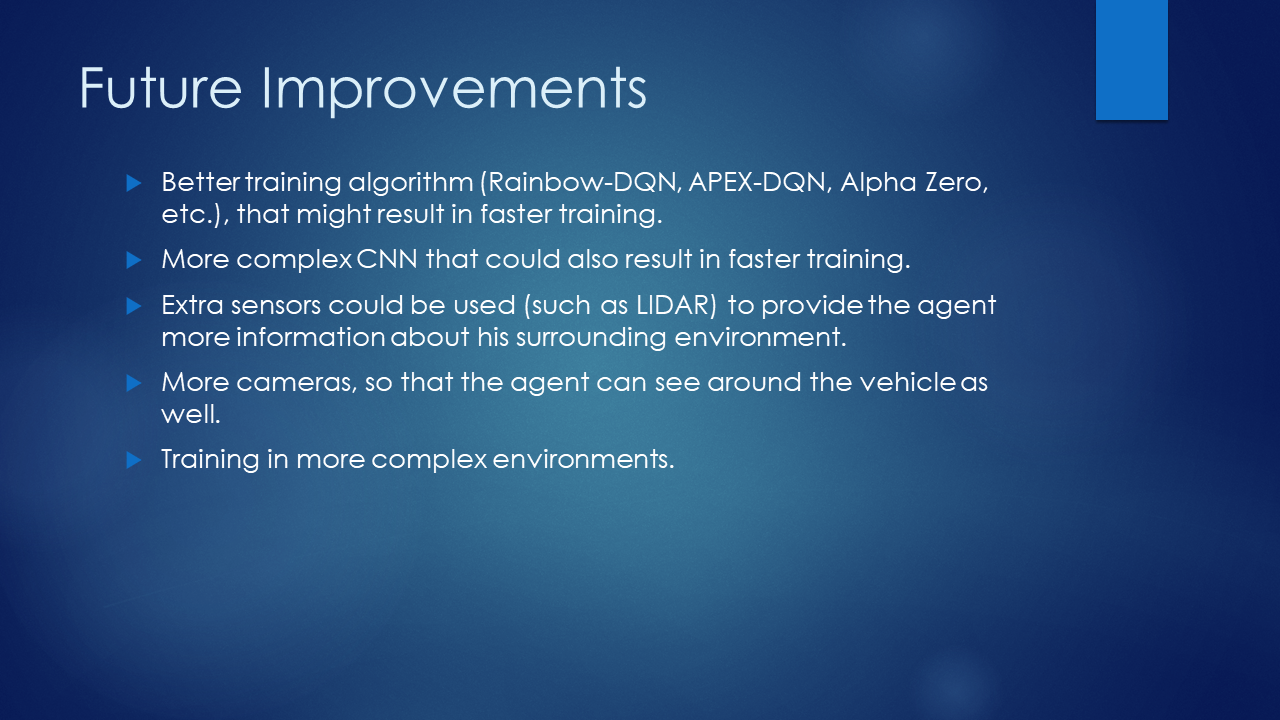 Future Improvements
Better training algorithm (Rainbow-DQN, APEX-DQN, Alpha Zero,
etc.), that might result in faster training.
More complex CNN that could also result in faster training.
Extra sensors could be used (such as LIDAR) to provide the agent
more information about his surrounding environment.
More cameras, so that the agent can see around the vehicle as
well.
Training in more complex environments.